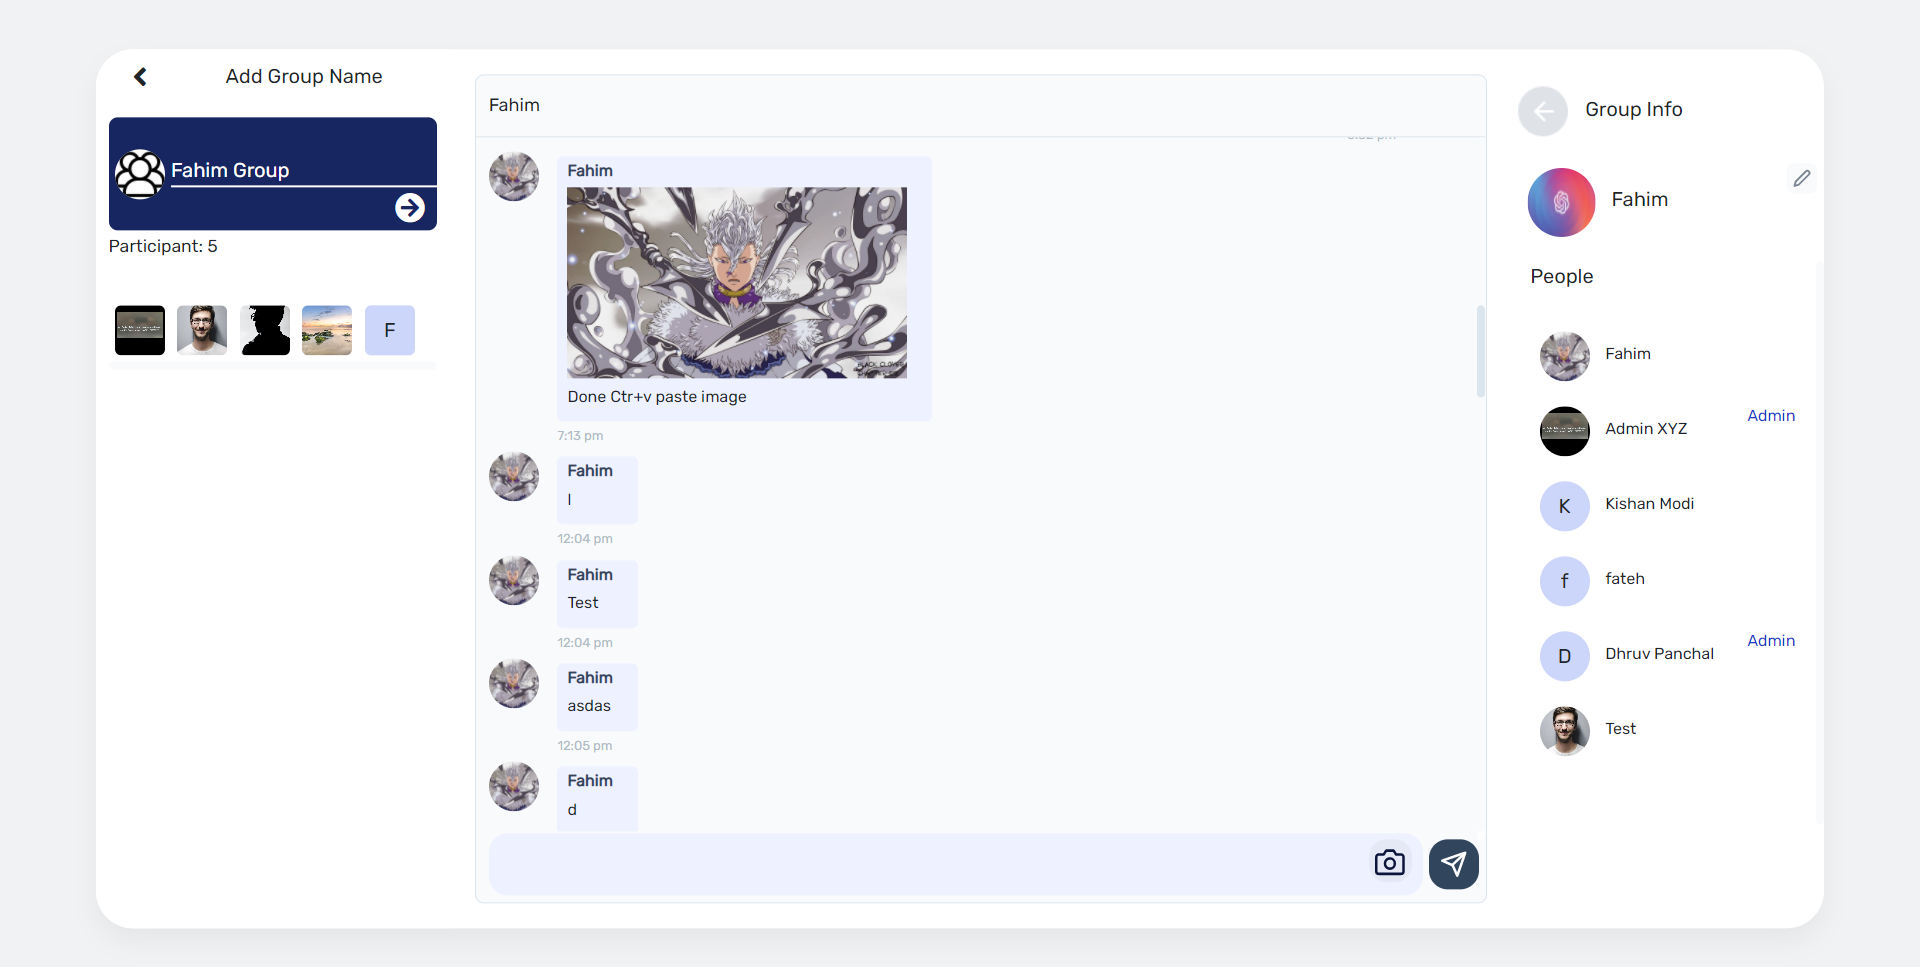 Add Group Name
Fahim Group
Participant: 5
F
Fahim
Fahim
BLACK CLOVER
Done Ctr+v paste image
7:13 pm
Fahim
l
12:04 pm
Fahim
Test
12:04 pm
Fahim
asdas
12:05 pm
Fahim
d
Group Info
Fahim
People
Fahim
Admin XYZ
Admin
K
Kishan Modi
f
fateh
D
Dhruv Panchal
Admin
Test